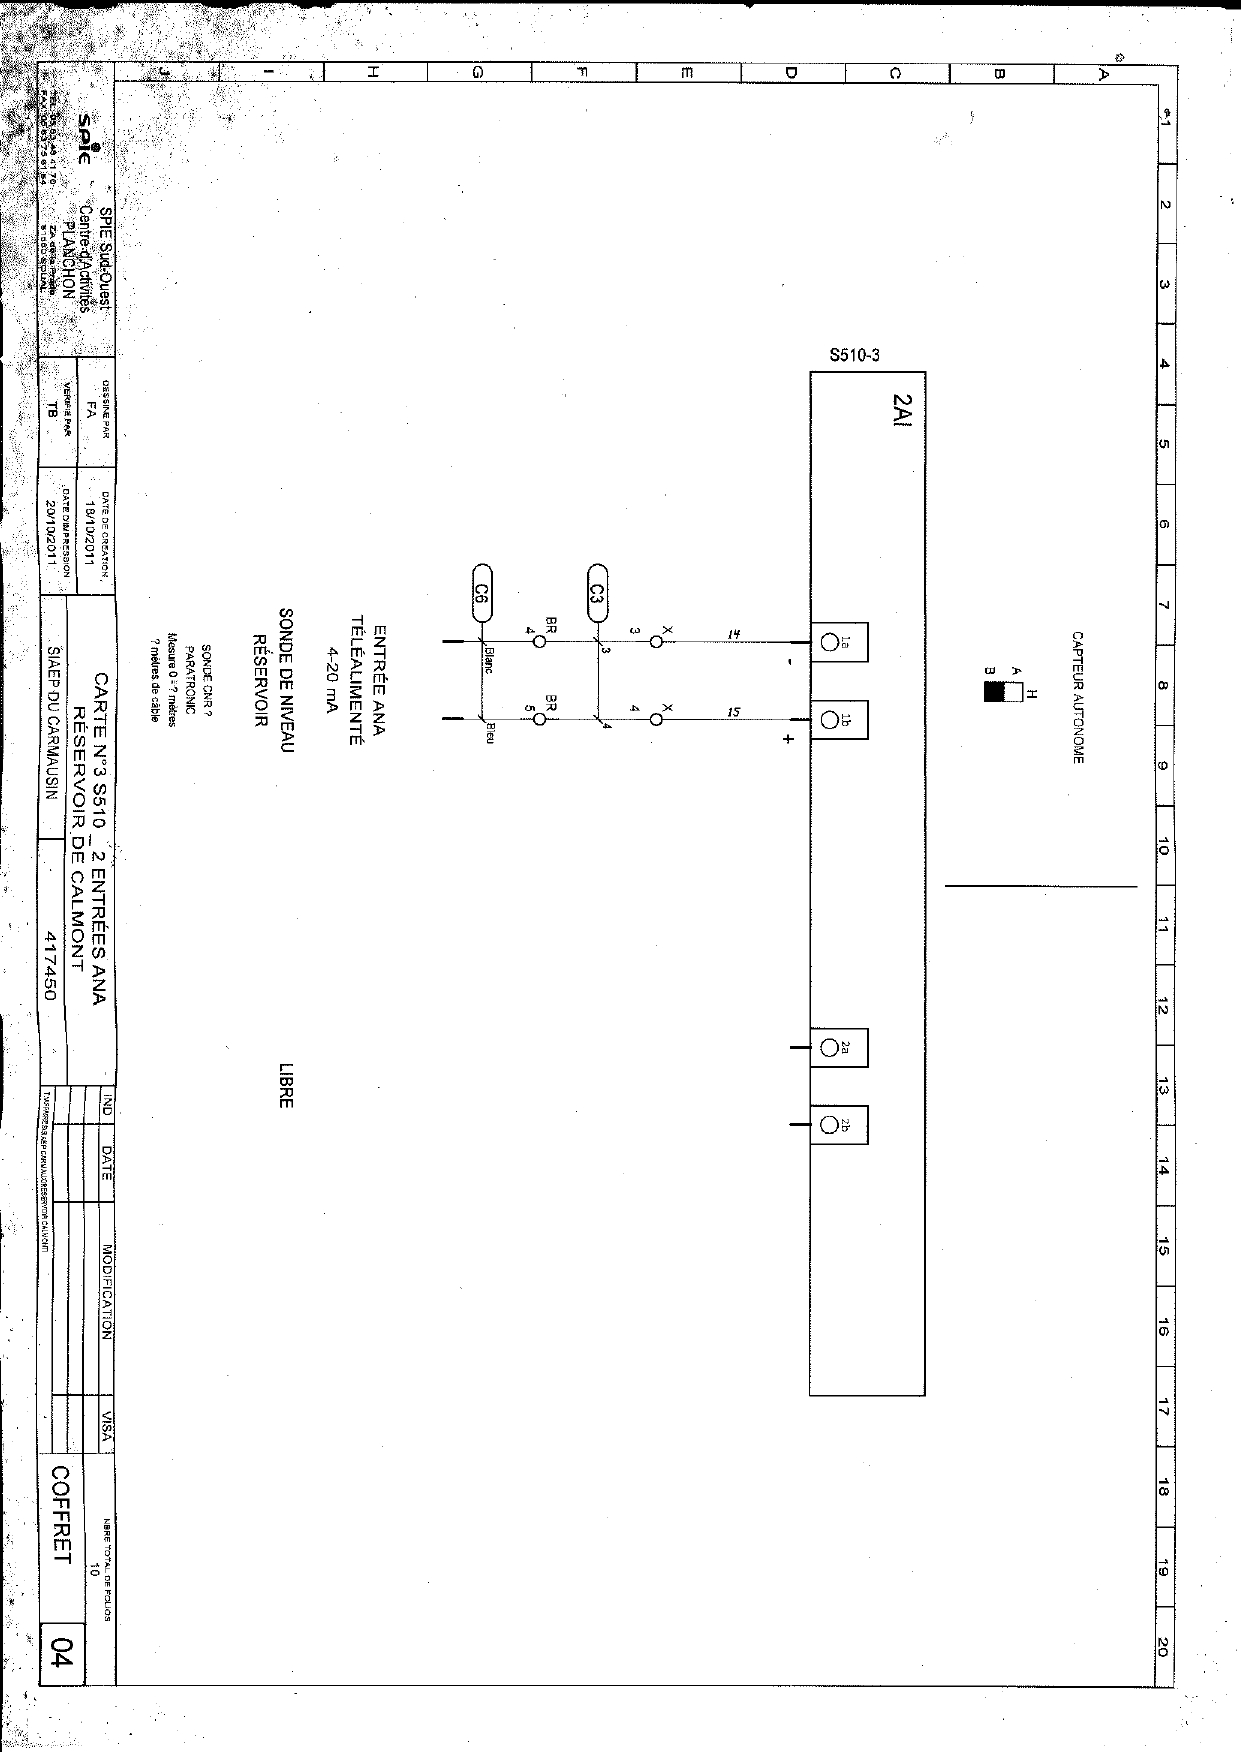 1
2
3
4
5
6
7
8
9
10
11
12
13
14
15
16
17
18
19
20
A
B
C
D
E
F
G
H
I
J
CAPTEUR AUTONOME
H
A
B
S510-3
2AI
1a
1b
2a
2b
-
+
14
15
X
3
X
4
C3
3
4
BR
4
BR
5
C6
Blanc
Bleu
ENTRÉE ANA
TÉLÉALIMENTÉ
4-20 mA
SONDE DE NIVEAU
RÉSERVOIR
LIBRE
SONDE CNR ?
PARATRONIC
Mesure 0 - ? mètres
? mètres de câble
SPIE
SPIE Sud-Ouest
Centre d'Activités
PLANCHON
DESSINE PAR
FA
VERIFIE PAR
TB
DATE DE CREATION
18/10/2011
DATE D'IMPRESSION
20/10/2011
CARTE N°3 S510 _ 2 ENTRÉES ANA
RÉSERVOIR DE CALMONT
SIAEP DU CARMAUSIN
417450
IND
DATE
MODIFICATION
VISA
NBRE TOTAL DE FOLIOS
10
COFFRET
04